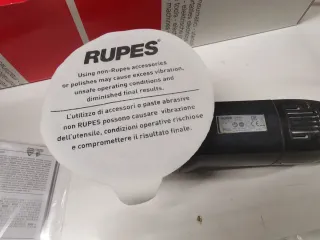 RUPES®
Using non-Rupes accessories
or polishes may cause excess vibration,
unsafe operating conditions and
diminished final results.
L'utilizzo di accessori o paste abrasive
non RUPES possono causare vibrazione
dell'utensile, condizioni operative rischiose
e compromettere il risultato finale.